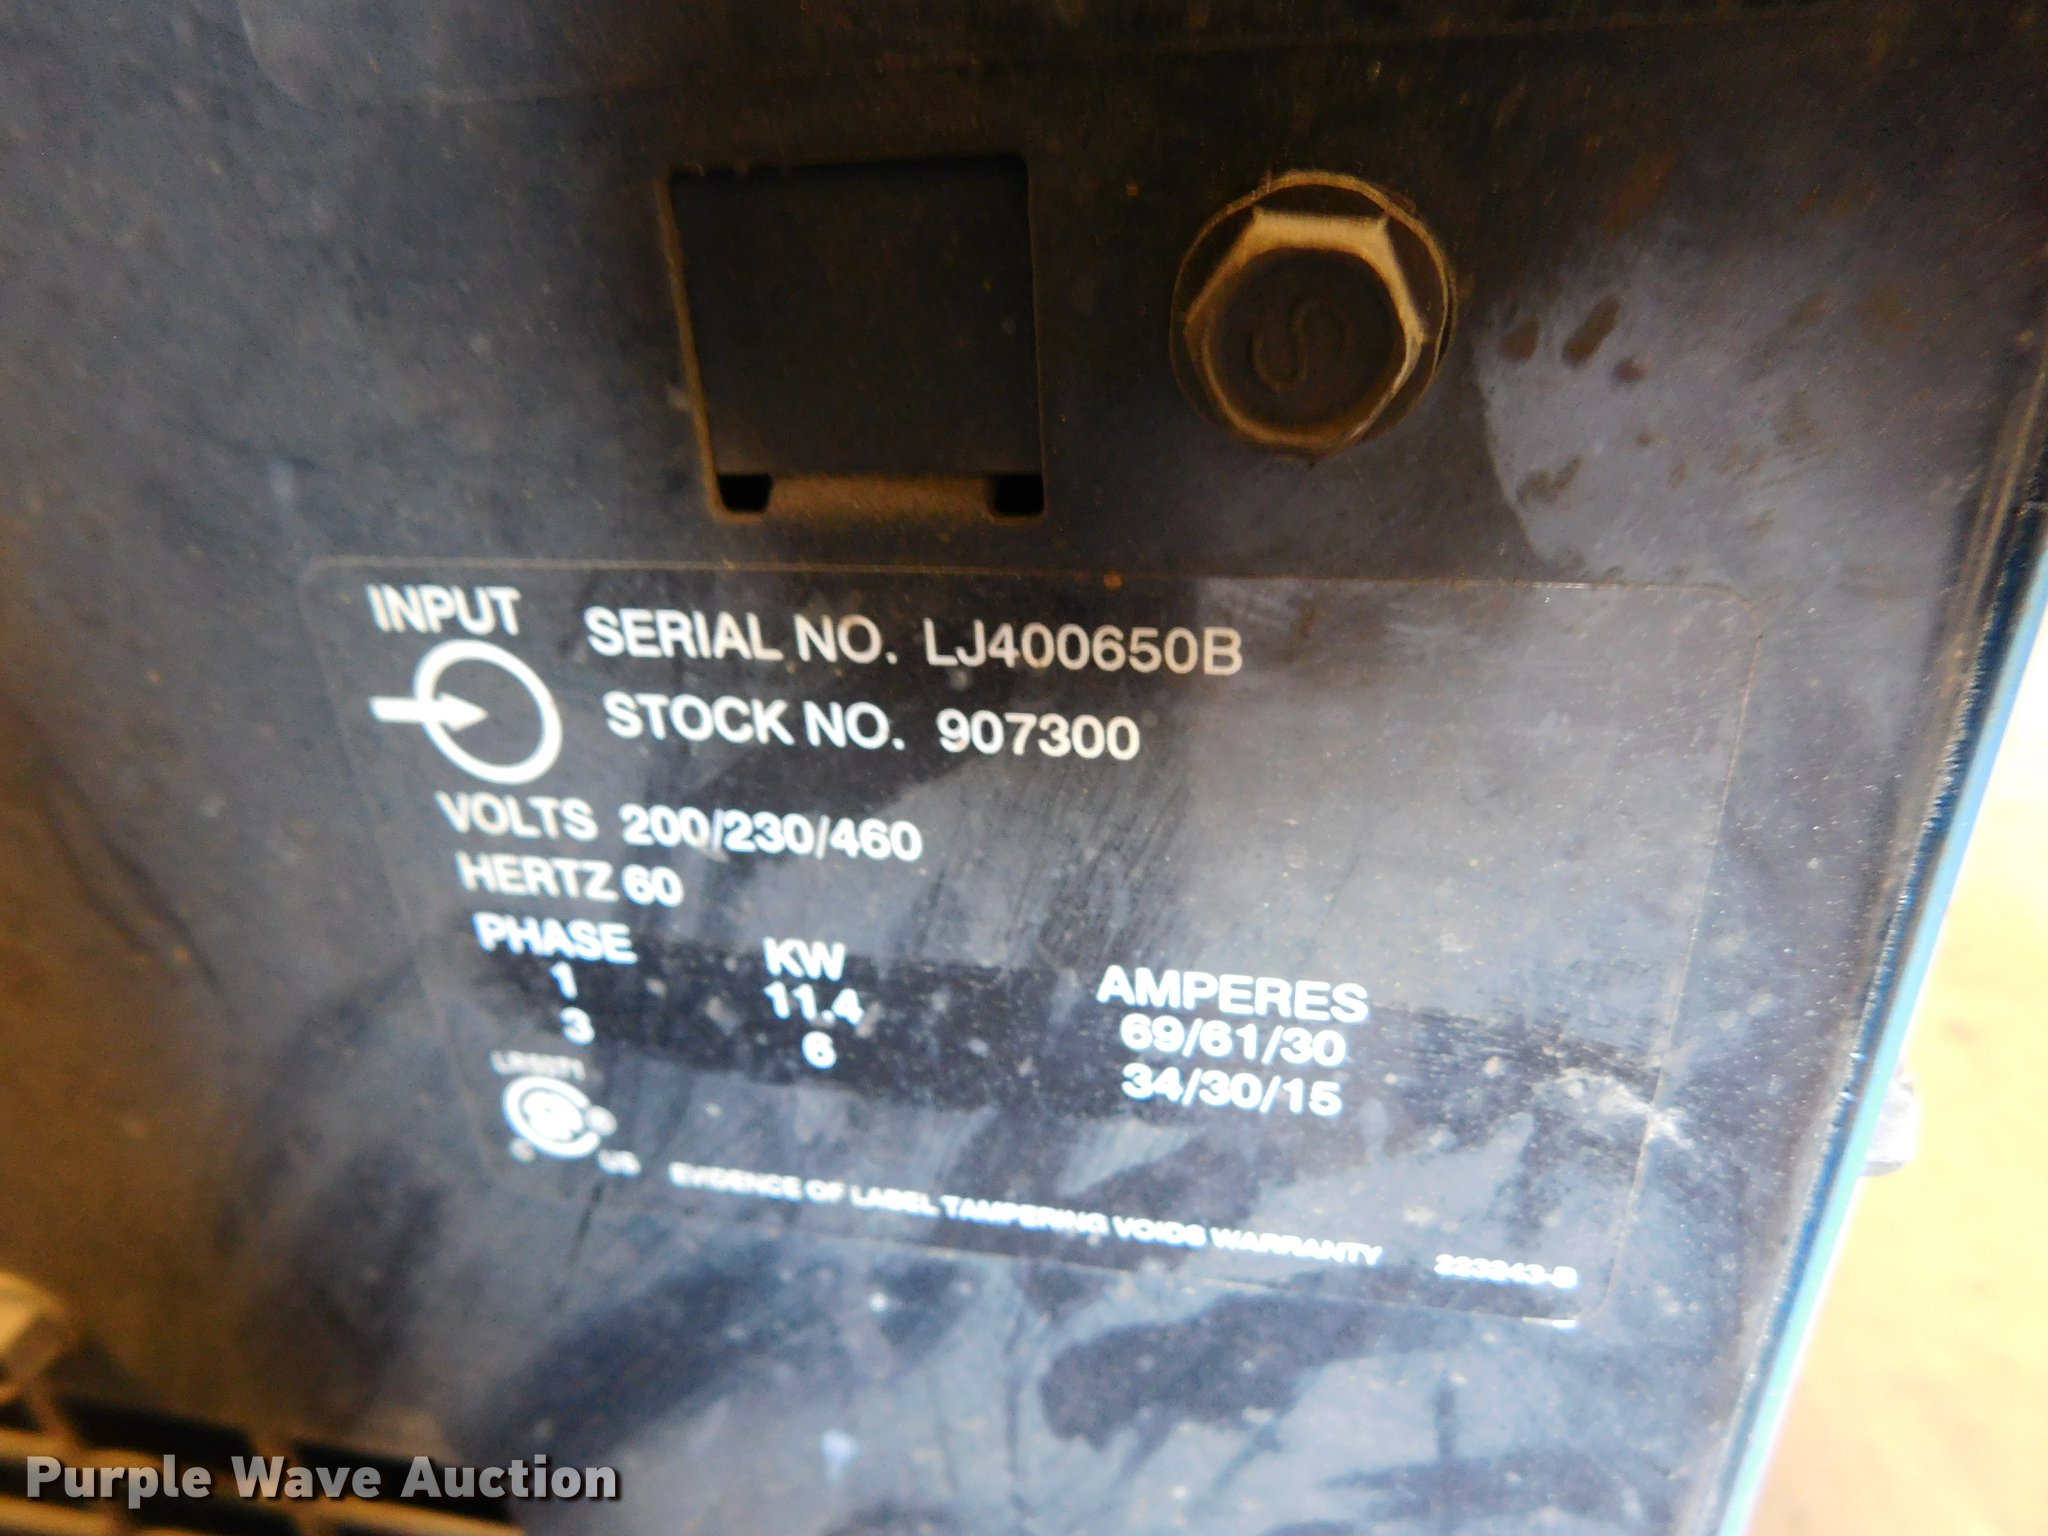 INPUT
SERIAL NO. LJ400650B
STOCK NO. 907300
VOLTS 200/230/460
HERTZ 60
PHASE KW AMPERES
1 11.4 69/61/30
3 6 34/30/15
US EVIDENCE OF LABEL TAMPERING VOIDS WARRANTY
Purple Wave Auction